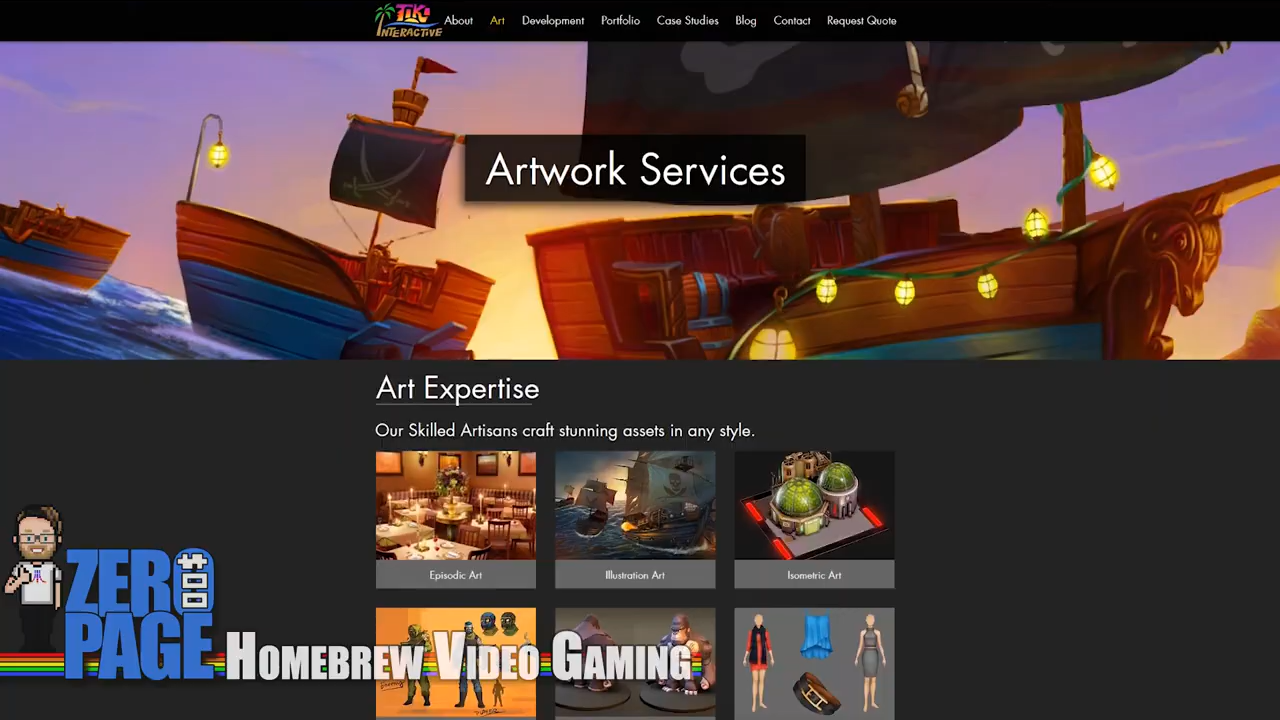 TIKI
INTERACTIVE
About Art Development Portfolio Case Studies Blog Contact Request Quote
Artwork Services
Art Expertise
Our Skilled Artisans craft stunning assets in any style.
Episodic Art
Illustration Art
Isometric Art
ZERO
PAGE
HOMEBREW VIDEO GAMING